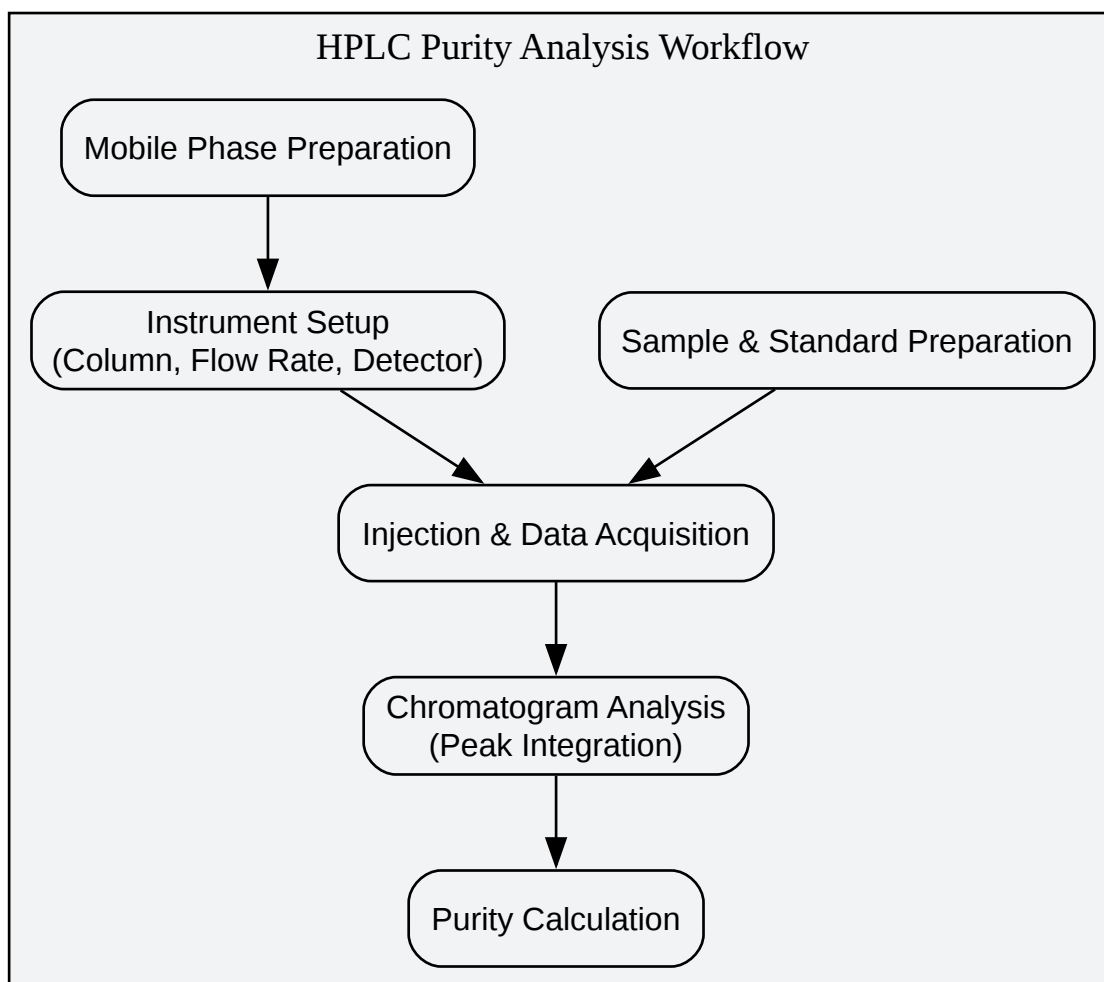 HPLC Purity Analysis Workflow
Mobile Phase Preparation
Instrument Setup
(Column, Flow Rate, Detector)
Sample & Standard Preparation
Injection & Data Acquisition
Chromatogram Analysis
(Peak Integration)
Purity Calculation